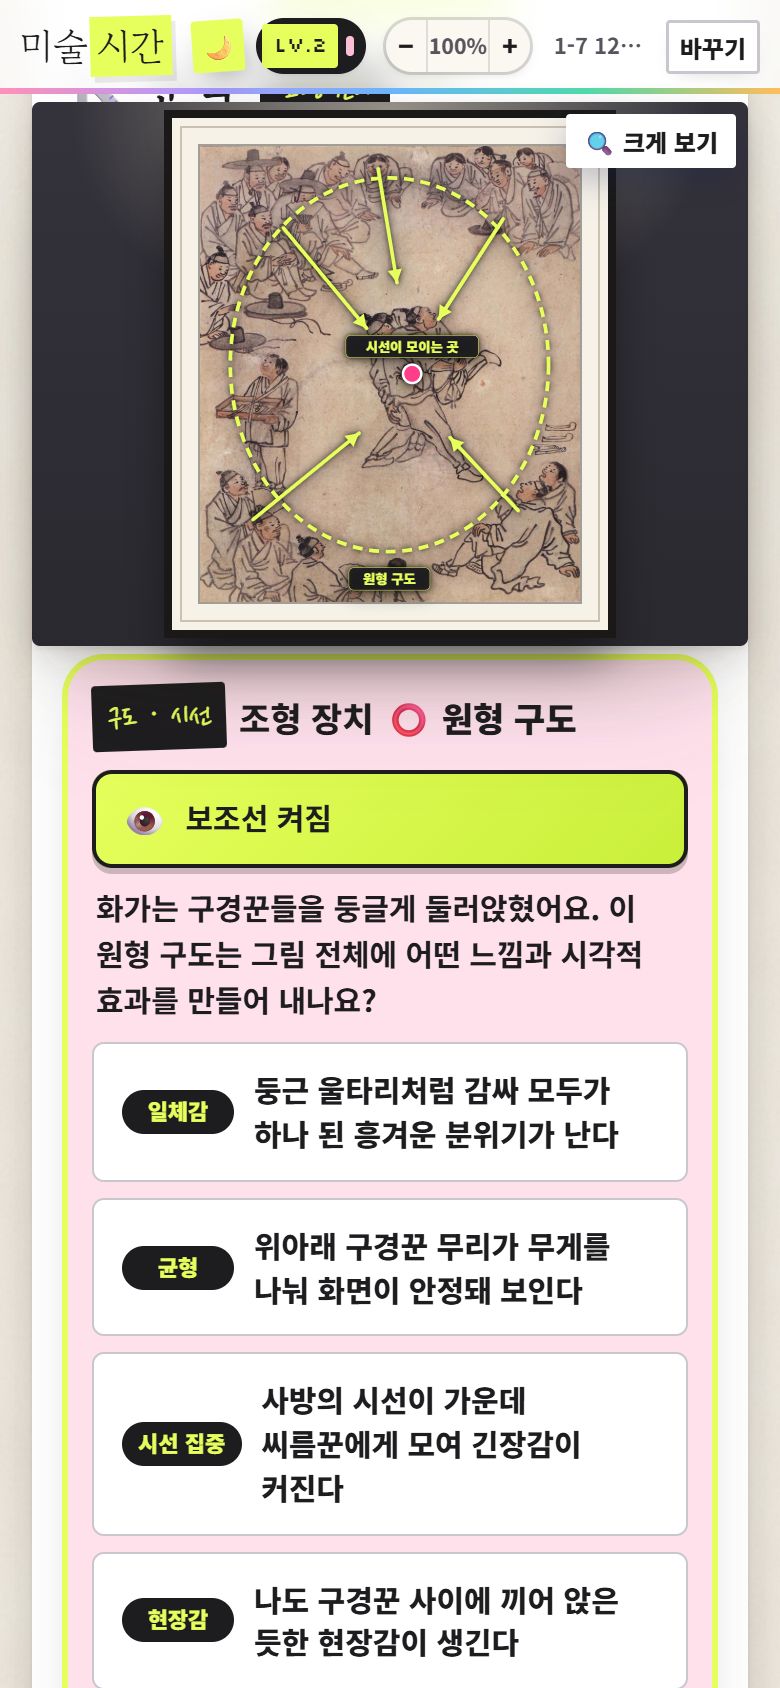 미술 시간
🌙
LV.2
− 100% +
1-7 12···
바꾸기
🔍 크게 보기
시선이 모이는 곳
원형 구도
구도 · 시선
조형 장치 ⭕ 원형 구도
👁️ 보조선 켜짐
화가는 구경꾼들을 둥글게 둘러앉혔어요. 이
원형 구도는 그림 전체에 어떤 느낌과 시각적
효과를 만들어 내나요?
일체감
둥근 울타리처럼 감싸 모두가
하나 된 흥겨운 분위기가 난다
균형
위아래 구경꾼 무리가 무게를
나눠 화면이 안정돼 보인다
시선 집중
사방의 시선이 가운데
씨름꾼에게 모여 긴장감이
커진다
현장감
나도 구경꾼 사이에 끼어 앉은
듯한 현장감이 생긴다